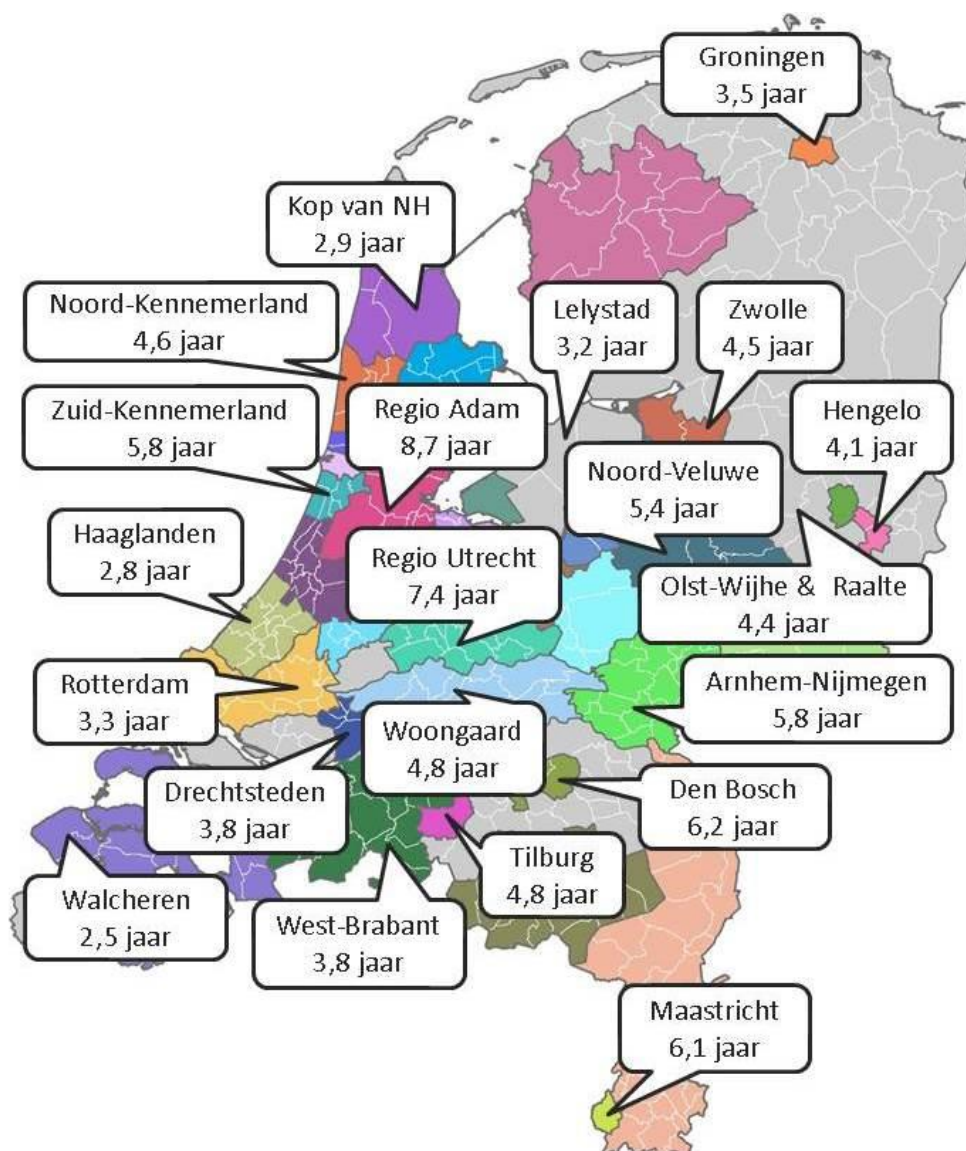 Groningen
3,5 jaar
Kop van NH
2,9 jaar
Noord-Kennemerland
4,6 jaar
Lelystad
3,2 jaar
Zwolle
4,5 jaar
Zuid-Kennemerland
5,8 jaar
Regio Adam
8,7 jaar
Hengelo
4,1 jaar
Noord-Veluwe
5,4 jaar
Haaglanden
2,8 jaar
Regio Utrecht
7,4 jaar
Olst-Wijhe & Raalte
4,4 jaar
Rotterdam
3,3 jaar
Arnhem-Nijmegen
5,8 jaar
Woongaard
4,8 jaar
Drechtsteden
3,8 jaar
Den Bosch
6,2 jaar
Tilburg
4,8 jaar
Walcheren
2,5 jaar
West-Brabant
3,8 jaar
Maastricht
6,1 jaar